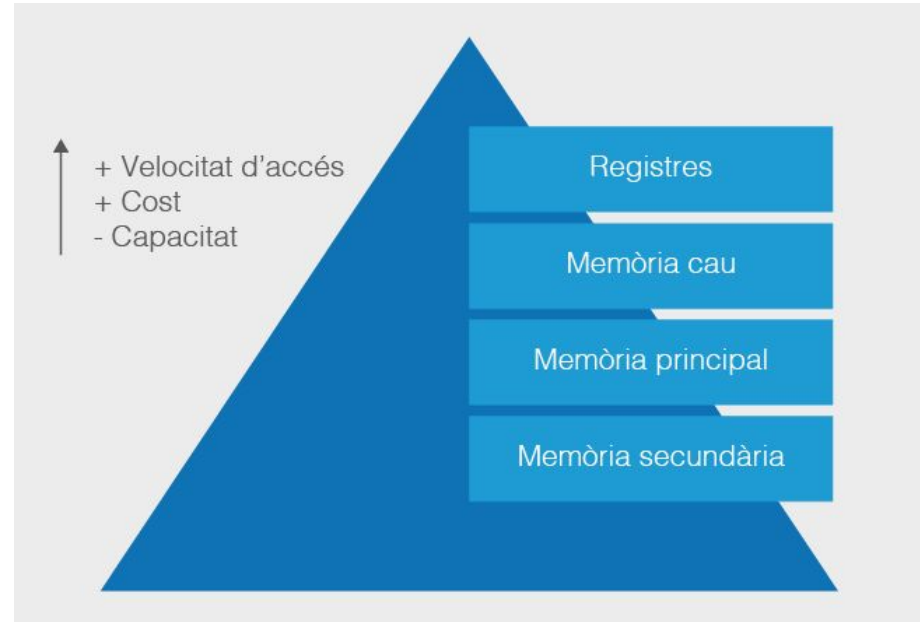 + Velocitat d'accés
+ Cost
- Capacitat
Registres
Memòria cau
Memòria principal
Memòria secundària